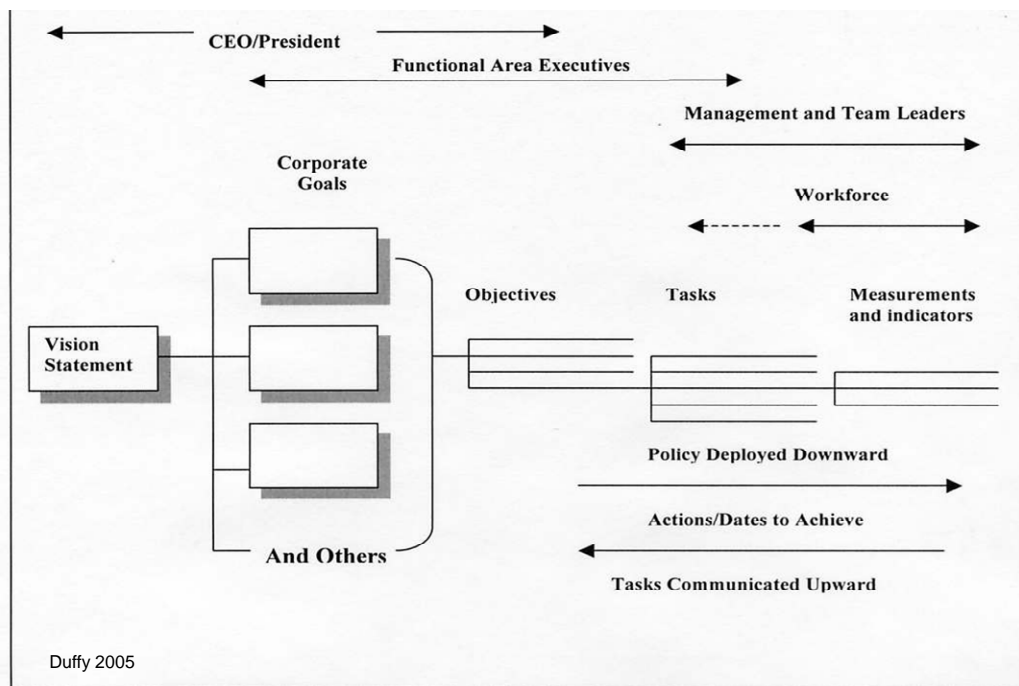 CEO/President
Functional Area Executives
Management and Team Leaders
Corporate
Goals
Workforce
Objectives
Tasks
Measurements
and indicators
Vision
Statement
Policy Deployed Downward
Actions/Dates to Achieve
And Others
Tasks Communicated Upward
Duffy 2005